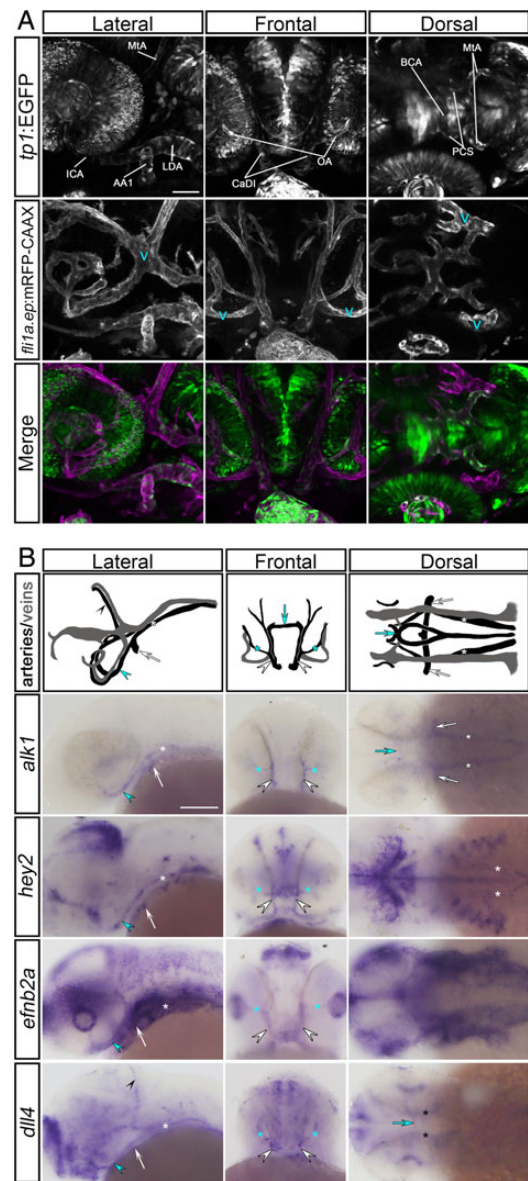 A
Lateral
Frontal
Dorsal
tp1:EGFP
MtA
ICA
AA1
LDA
CaDI
OA
BCA
MtA
PCS
fli1a.ep:mRFP-CAAX
V
V
V
V
V
Merge
B
Lateral
Frontal
Dorsal
arteries/veins
*
*
*
*
*
alk1
*
*
*
*
*
hey2
*
*
*
*
*
efnb2a
*
*
*
dll4
*
*
*
*
*